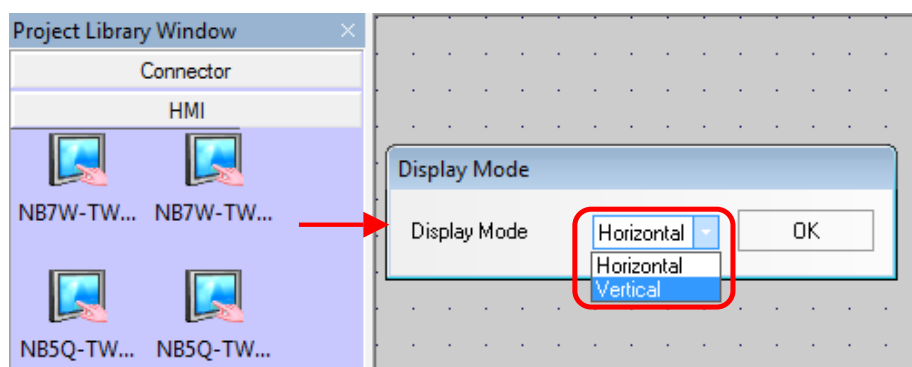 Project Library Window
Connector
HMI
NB7W-TW... NB7W-TW...
NB5Q-TW... NB5Q-TW...
Display Mode
Display Mode Horizontal OK
Horizontal
Vertical